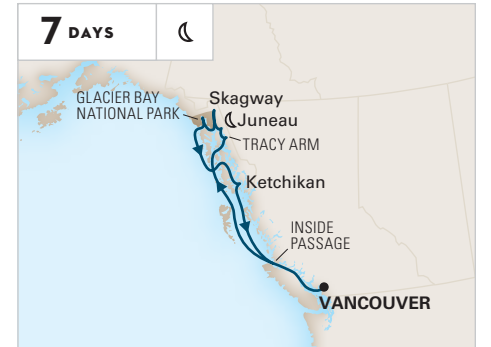 7 DAYS
GLACIER BAY
NATIONAL PARK
Skagway
Juneau
TRACY ARM
Ketchikan
INSIDE
PASSAGE
VANCOUVER